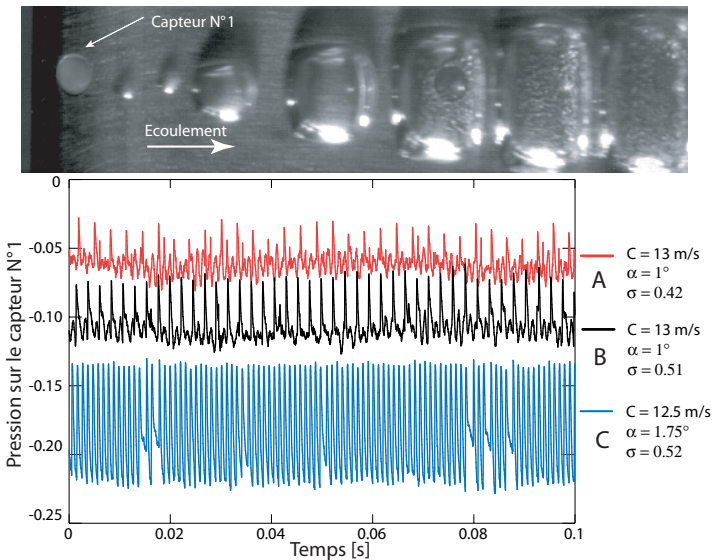 Capteur N°1
Ecoulement
Pression sur le capteur N°1
0
-0.05
-0.10
-0.15
-0.20
-0.25
0
0.02
0.04
0.06
0.08
0.1
Temps [s]
A
C = 13 m/s
α = 1°
σ = 0.42
B
C = 13 m/s
α = 1°
σ = 0.51
C
C = 12.5 m/s
α = 1.75°
σ = 0.52